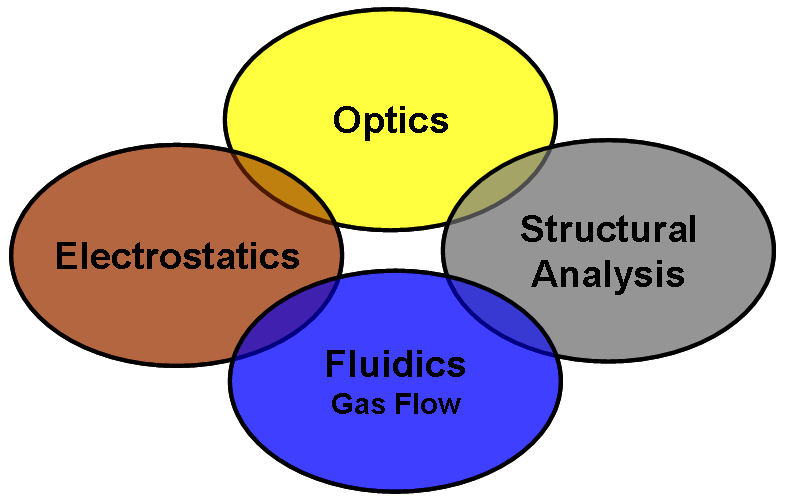 Optics
Electrostatics
Structural
Analysis
Fluidics
Gas Flow